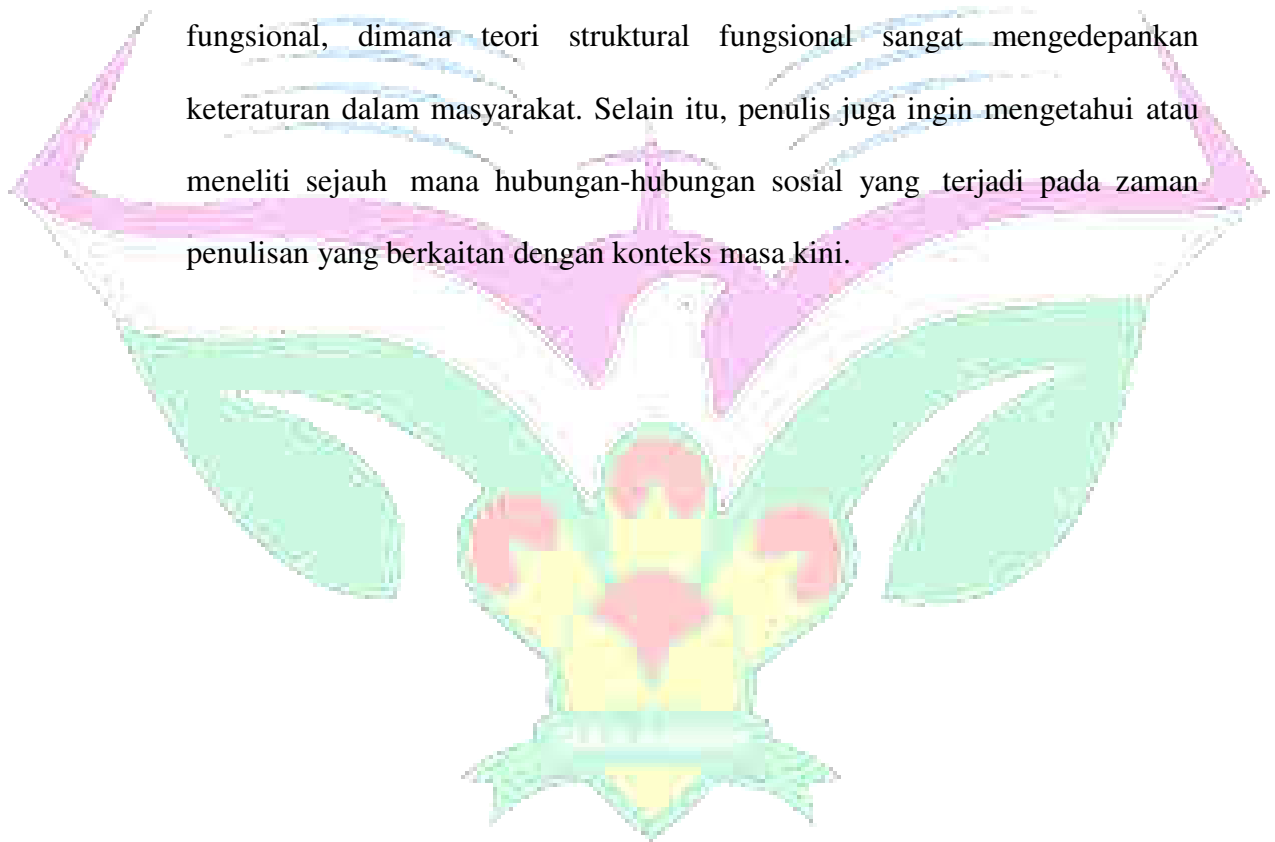 fungsional, dimana teori struktural fungsional sangat mengedepankan
keteraturan dalam masyarakat. Selain itu, penulis juga ingin mengetahui atau
meneliti sejauh mana hubungan-hubungan sosial yang terjadi pada zaman
penulisan yang berkaitan dengan konteks masa kini.